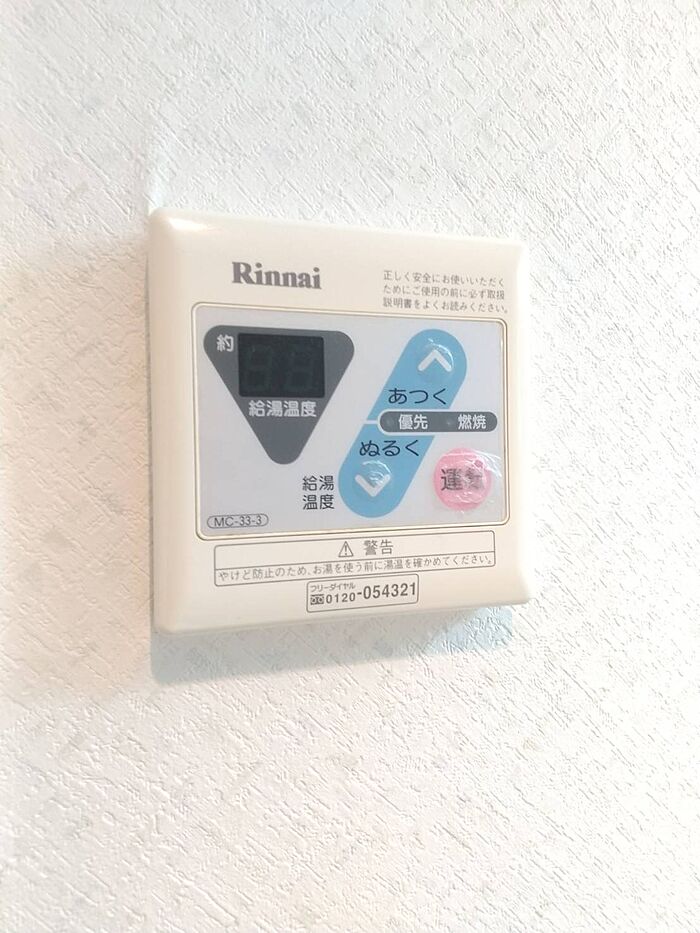 Rinnai
正しく安全にお使いいただく
ためにご使用の前に必ず取扱
説明書をよくお読みください。
約
給湯温度
あつく
優先 燃焼
ぬるく
給湯
温度
運転
MC-33-3
⚠ 警告
やけど防止のため、お湯を使う前に湯温を確かめてください。
フリーダイヤル
0120-054321